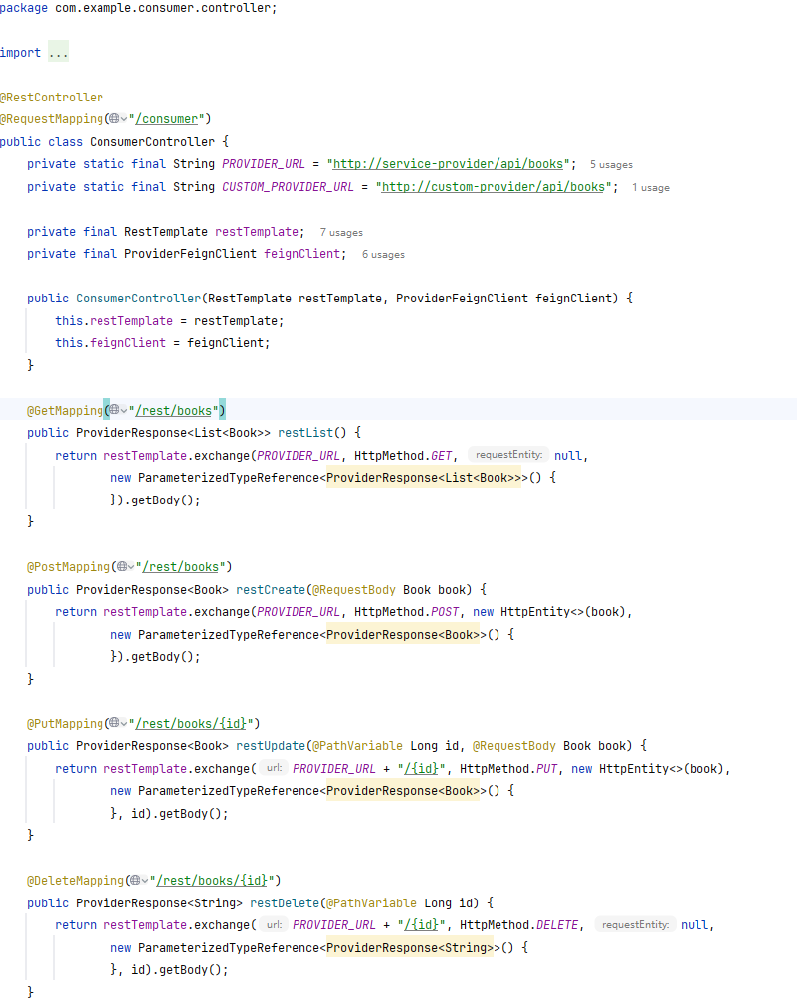 package com.example.consumer.controller;
import ...
@RestController
@RequestMapping("/consumer")
public class ConsumerController {
    private static final String PROVIDER_URL = "http://service-provider/api/books";  5 usages
    private static final String CUSTOM_PROVIDER_URL = "http://custom-provider/api/books";  1 usage
    private final RestTemplate restTemplate;  7 usages
    private final ProviderFeignClient feignClient;  6 usages
    public ConsumerController(RestTemplate restTemplate, ProviderFeignClient feignClient) {
        this.restTemplate = restTemplate;
        this.feignClient = feignClient;
    }
    @GetMapping("/rest/books")
    public ProviderResponse<List<Book>> restList() {
        return restTemplate.exchange(PROVIDER_URL, HttpMethod.GET, requestEntity: null,
                new ParameterizedTypeReference<ProviderResponse<List<Book>>>() {
                }).getBody();
    }
    @PostMapping("/rest/books")
    public ProviderResponse<Book> restCreate(@RequestBody Book book) {
        return restTemplate.exchange(PROVIDER_URL, HttpMethod.POST, new HttpEntity<>(book),
                new ParameterizedTypeReference<ProviderResponse<Book>>() {
                }).getBody();
    }
    @PutMapping("/rest/books/{id}")
    public ProviderResponse<Book> restUpdate(@PathVariable Long id, @RequestBody Book book) {
        return restTemplate.exchange( url: PROVIDER_URL + "/{id}", HttpMethod.PUT, new HttpEntity<>(book),
                new ParameterizedTypeReference<ProviderResponse<Book>>() {
                }, id).getBody();
    }
    @DeleteMapping("/rest/books/{id}")
    public ProviderResponse<String> restDelete(@PathVariable Long id) {
        return restTemplate.exchange( url: PROVIDER_URL + "/{id}", HttpMethod.DELETE, requestEntity: null,
                new ParameterizedTypeReference<ProviderResponse<String>>() {
                }, id).getBody();
    }